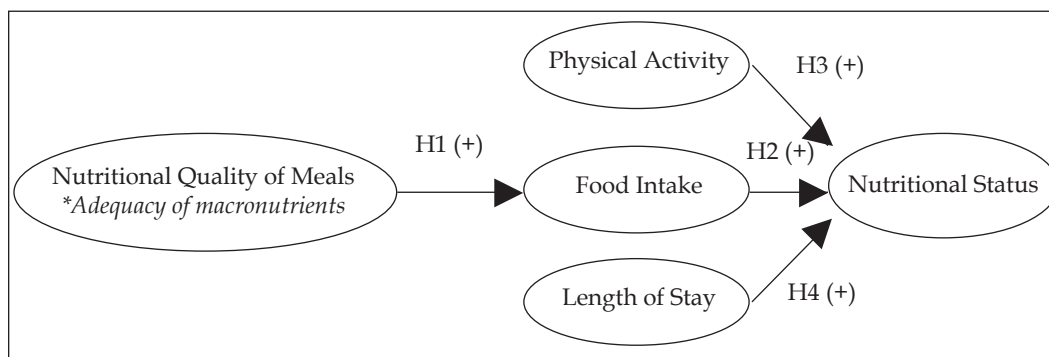 Physical Activity
H3 (+)
H1 (+)
H2 (+)
Nutritional Quality of Meals
*Adequacy of macronutrients
Food Intake
Nutritional Status
Length of Stay
H4 (+)